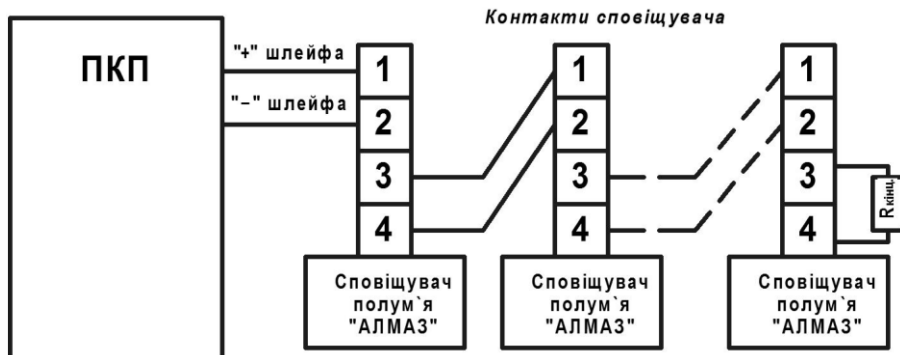 Контакти сповіщувача
ПКП
"+" шлейфа
"–" шлейфа
1
2
3
4
1
2
3
4
1
2
3
4
Rкінц.
Сповіщувач
полум`я
"АЛМАЗ"
Сповіщувач
полум`я
"АЛМАЗ"
Сповіщувач
полум`я
"АЛМАЗ"